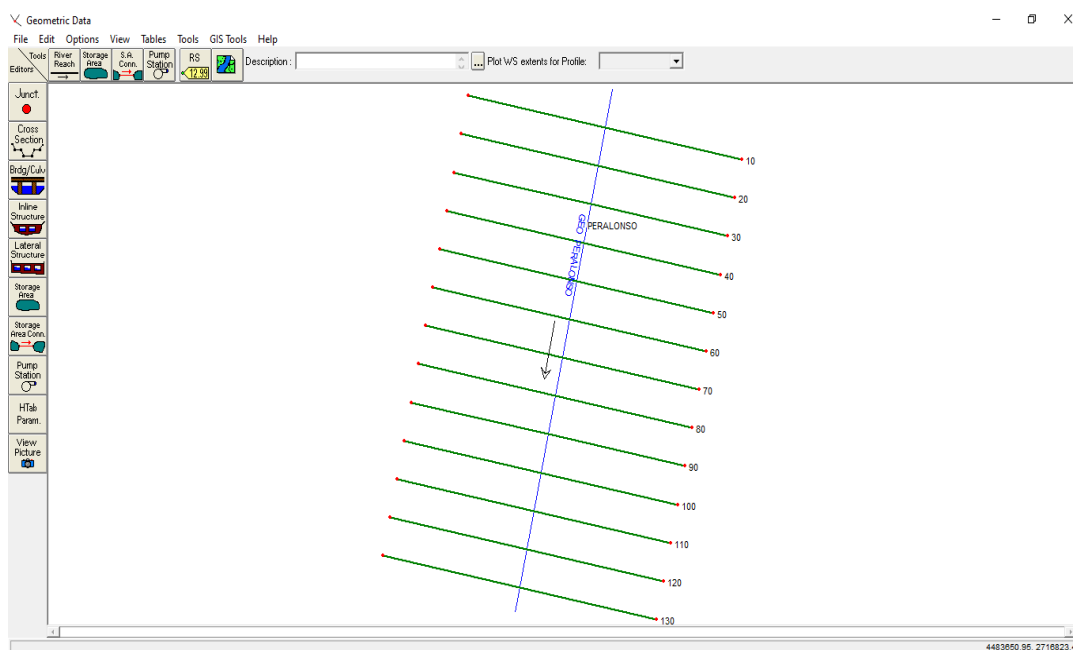 Geometric Data
File Edit Options View Tables Tools GIS Tools Help
Tools
Editors
River
Reach
Storage
Area
S.A.
Conn.
Pump
Station
RS
12.99
Description :
...
Plot WS extents for Profile:
Junct.
Cross
Section
Brdg/Culv
Inline
Structure
Lateral
Structure
Storage
Area
Storage
Area Conn.
Pump
Station
HTab
Param.
View
Picture
10
20
30
GEO PERALONSO
PERALONSO
40
50
60
70
80
90
100
110
120
130
4483650.95, 2716823.4